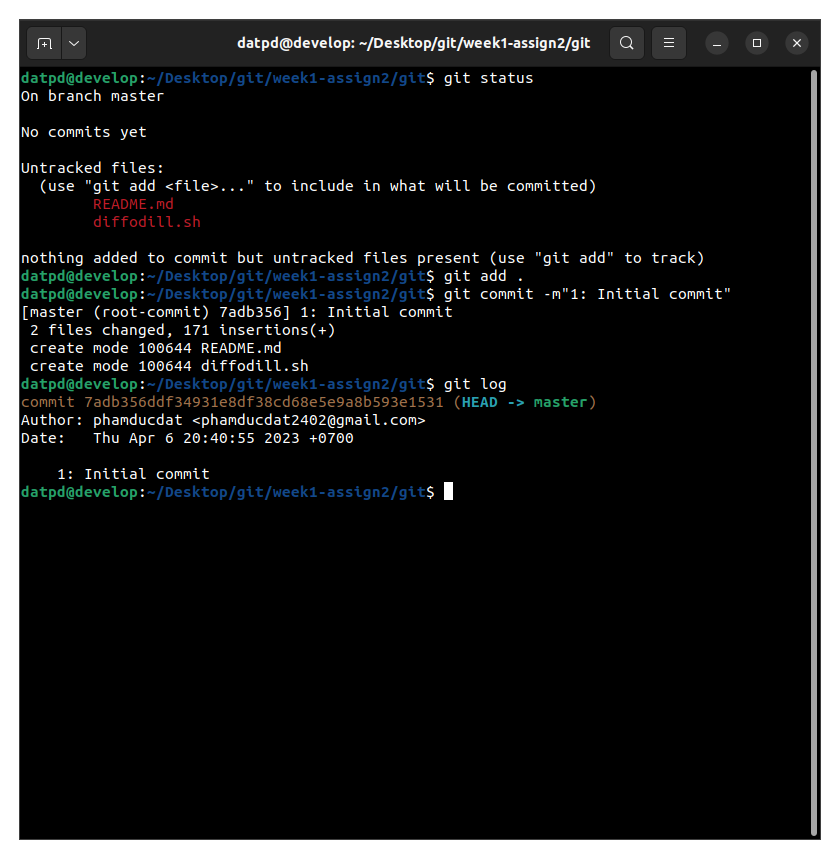 datpd@develop: ~/Desktop/git/week1-assign2/git
datpd@develop:~/Desktop/git/week1-assign2/git$ git status
On branch master
No commits yet
Untracked files:
  (use "git add <file>..." to include in what will be committed)
        README.md
        diffodill.sh
nothing added to commit but untracked files present (use "git add" to track)
datpd@develop:~/Desktop/git/week1-assign2/git$ git add .
datpd@develop:~/Desktop/git/week1-assign2/git$ git commit -m"1: Initial commit"
[master (root-commit) 7adb356] 1: Initial commit
 2 files changed, 171 insertions(+)
 create mode 100644 README.md
 create mode 100644 diffodill.sh
datpd@develop:~/Desktop/git/week1-assign2/git$ git log
commit 7adb356ddf34931e8df38cd68e5e9a8b593e1531 (HEAD -> master)
Author: phamducdat <phamducdat2402@gmail.com>
Date:   Thu Apr 6 20:40:55 2023 +0700
    1: Initial commit
datpd@develop:~/Desktop/git/week1-assign2/git$